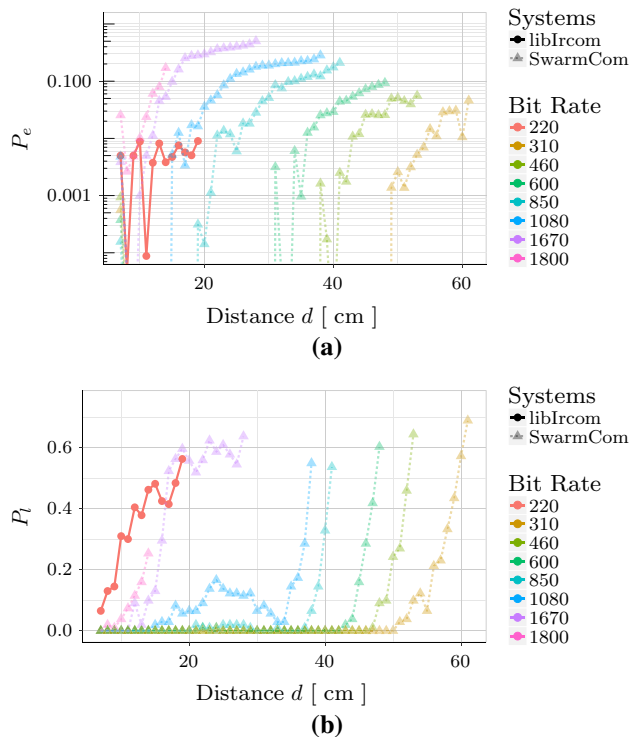 Systems
libIrcom
SwarmCom
Bit Rate
220
310
460
600
850
1080
1670
1800
P_e
0.100
0.001
20
40
60
Distance d [ cm ]
(a)
Systems
libIrcom
SwarmCom
Bit Rate
220
310
460
600
850
1080
1670
1800
P_l
0.6
0.4
0.2
0.0
20
40
60
Distance d [ cm ]
(b)